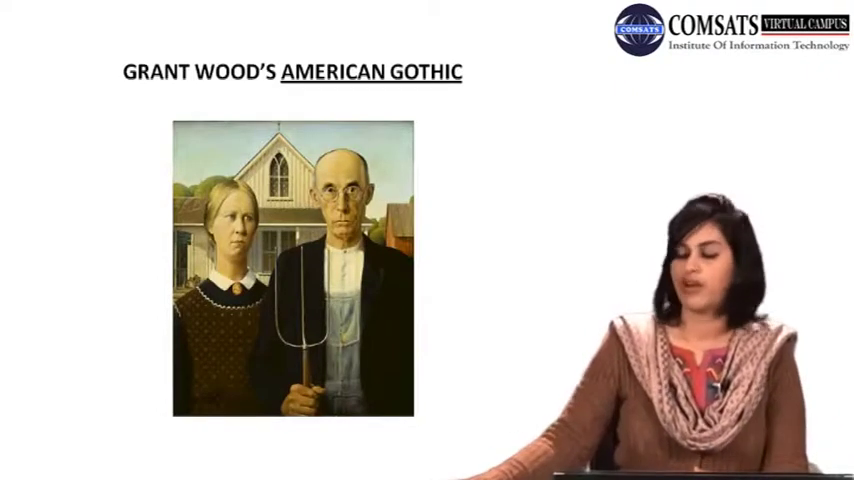 COMSATS VIRTUAL CAMPUS
COMSATS
Institute Of Information Technology
GRANT WOOD'S AMERICAN GOTHIC